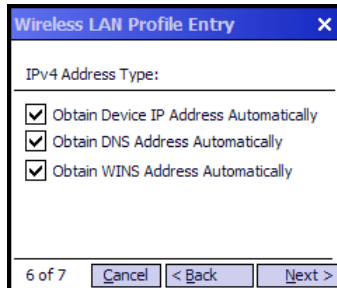 Wireless LAN Profile Entry
IPv4 Address Type:
Obtain Device IP Address Automatically
Obtain DNS Address Automatically
Obtain WINS Address Automatically
6 of 7 Cancel < Back Next >